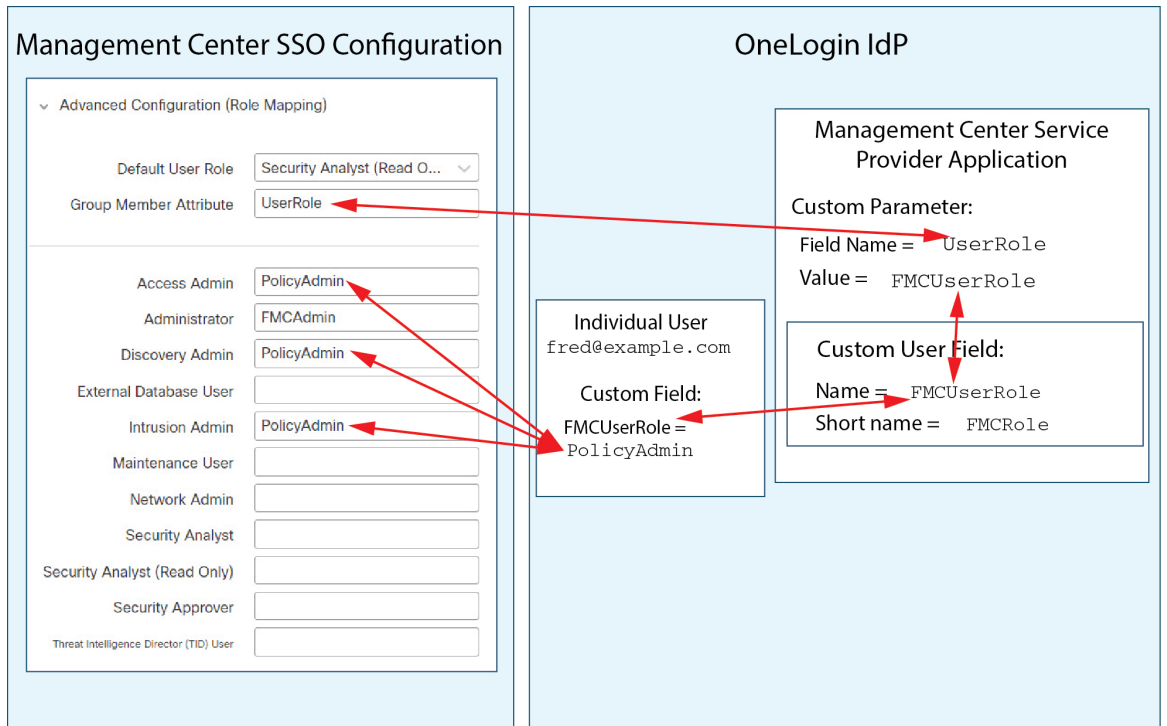 Management Center SSO Configuration
Advanced Configuration (Role Mapping)
Default User Role Security Analyst (Read O...
Group Member Attribute UserRole
Access Admin PolicyAdmin
Administrator FMCAdmin
Discovery Admin PolicyAdmin
External Database User
Intrusion Admin PolicyAdmin
Maintenance User
Network Admin
Security Analyst
Security Analyst (Read Only)
Security Approver
Threat Intelligence Director (TID) User
OneLogin IdP
Individual User
fred@example.com
Custom Field:
FMCUserRole =
PolicyAdmin
Management Center Service
Provider Application
Custom Parameter:
Field Name = UserRole
Value = FMCUserRole
Custom User Field:
Name = FMCUserRole
Short name = FMCRole